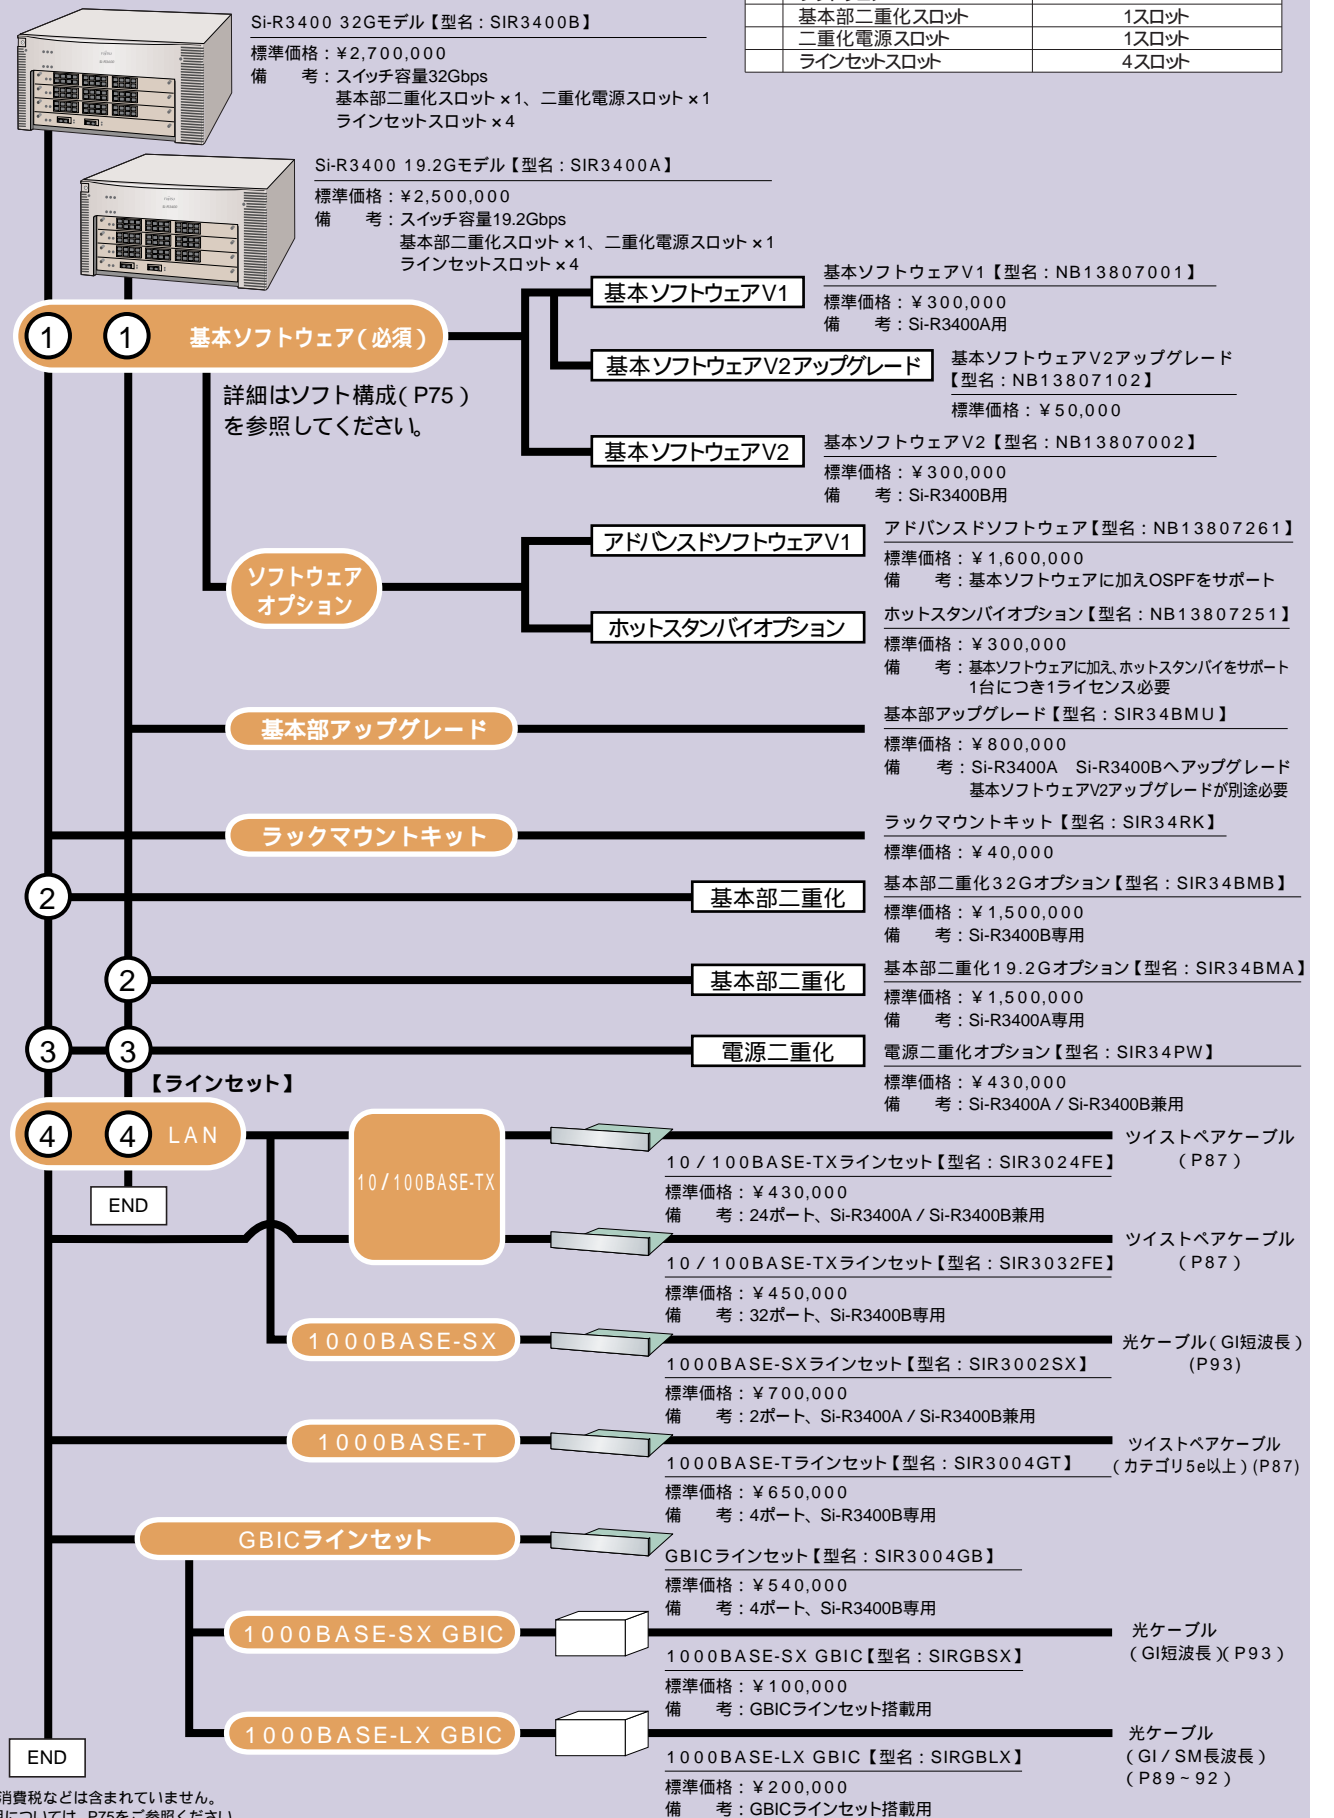 Si-R3400 32Gモデル【型名：SIR3400B】
標準価格：¥2,700,000
備　考：スイッチ容量32Gbps
基本部二重化スロット×1、二重化電源スロット×1
ラインセットスロット×4
基本部二重化スロット　1スロット
二重化電源スロット　1スロット
ラインセットスロット　4スロット
Si-R3400 19.2Gモデル【型名：SIR3400A】
標準価格：¥2,500,000
備　考：スイッチ容量19.2Gbps
基本部二重化スロット×1、二重化電源スロット×1
ラインセットスロット×4
1 1 基本ソフトウェア(必須)
詳細はソフト構成(P75)
を参照してください。
基本ソフトウェアV1
基本ソフトウェアV1【型名：NB13807001】
標準価格：¥300,000
備　考：Si-R3400A用
基本ソフトウェアV2アップグレード
基本ソフトウェアV2アップグレード
【型名：NB13807102】
標準価格：¥50,000
基本ソフトウェアV2
基本ソフトウェアV2【型名：NB13807002】
標準価格：¥300,000
備　考：Si-R3400B用
ソフトウェア
オプション
アドバンスドソフトウェアV1
アドバンスドソフトウェア【型名：NB13807261】
標準価格：¥1,600,000
備　考：基本ソフトウェアに加えOSPFをサポート
ホットスタンバイオプション
ホットスタンバイオプション【型名：NB13807251】
標準価格：¥300,000
備　考：基本ソフトウェアに加え、ホットスタンバイをサポート
1台につき1ライセンス必要
基本部アップグレード
基本部アップグレード【型名：SIR34BMU】
標準価格：¥800,000
備　考：Si-R3400A　Si-R3400Bへアップグレード
基本ソフトウェアV2アップグレードが別途必要
ラックマウントキット
ラックマウントキット【型名：SIR34RK】
標準価格：¥40,000
2
基本部二重化
基本部二重化32Gオプション【型名：SIR34BMB】
標準価格：¥1,500,000
備　考：Si-R3400B専用
2
基本部二重化
基本部二重化19.2Gオプション【型名：SIR34BMA】
標準価格：¥1,500,000
備　考：Si-R3400A専用
3 3
電源二重化
電源二重化オプション【型名：SIR34PW】
標準価格：¥430,000
備　考：Si-R3400A/Si-R3400B兼用
【ラインセット】
4 4 LAN
END
10/100BASE-TX
10/100BASE-TXラインセット【型名：SIR3024FE】
標準価格：¥430,000
備　考：24ポート、Si-R3400A/Si-R3400B兼用
ツイストペアケーブル
(P87)
10/100BASE-TXラインセット【型名：SIR3032FE】
標準価格：¥450,000
備　考：32ポート、Si-R3400B専用
ツイストペアケーブル
(P87)
1000BASE-SX
1000BASE-SXラインセット【型名：SIR3002SX】
標準価格：¥700,000
備　考：2ポート、Si-R3400A/Si-R3400B兼用
光ケーブル(GI短波長)
(P93)
1000BASE-T
1000BASE-Tラインセット【型名：SIR3004GT】
標準価格：¥650,000
備　考：4ポート、Si-R3400B専用
ツイストペアケーブル
(カテゴリ5e以上)(P87)
GBICラインセット
GBICラインセット【型名：SIR3004GB】
標準価格：¥540,000
備　考：4ポート、Si-R3400B専用
1000BASE-SX GBIC
1000BASE-SX GBIC【型名：SIRGBSX】
標準価格：¥100,000
備　考：GBICラインセット搭載用
光ケーブル
(GI短波長)(P93)
1000BASE-LX GBIC
1000BASE-LX GBIC【型名：SIRGBLX】
標準価格：¥200,000
備　考：GBICラインセット搭載用
光ケーブル
(GI/SM長波長)
(P89~92)
END
消費税などは含まれていません。
については、P75をご参照ください